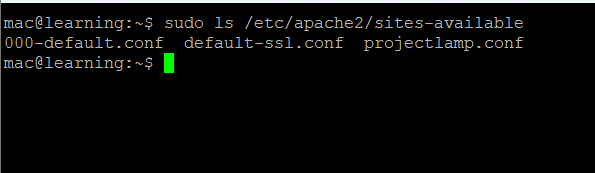 mac@learning:~$ sudo ls /etc/apache2/sites-available
000-default.conf  default-ssl.conf  projectlamp.conf
mac@learning:~$